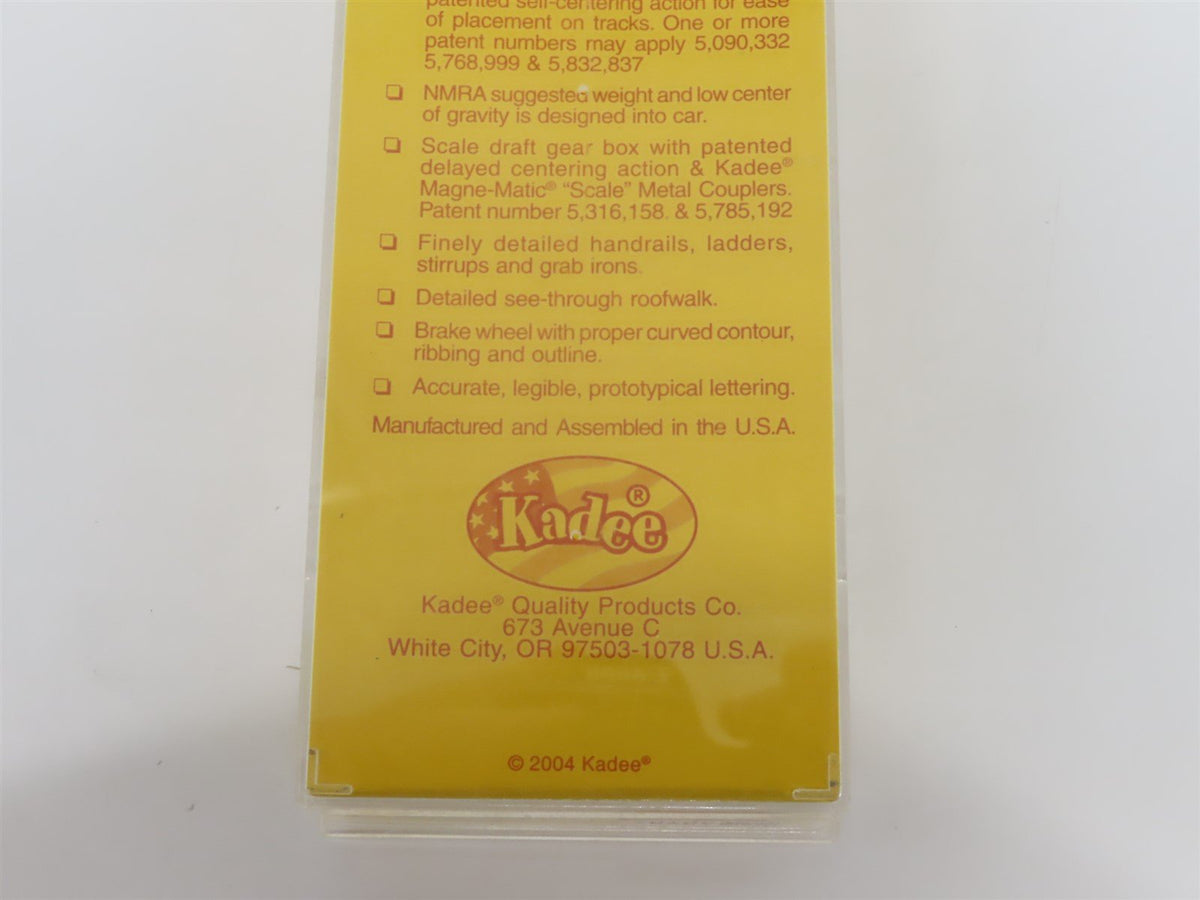 patented self-centering action for ease
of placement on tracks. One or more
patent numbers may apply 5,090,332
5,768,999 & 5,832,837
❏ NMRA suggested weight and low center
of gravity is designed into car.
❏ Scale draft gear box with patented
delayed centering action & Kadee®
Magne-Matic® “Scale” Metal Couplers.
Patent number 5,316,158. & 5,785,192
❏ Finely detailed handrails, ladders,
stirrups and grab irons.
❏ Detailed see-through roofwalk.
❏ Brake wheel with proper curved contour,
ribbing and outline.
❏ Accurate, legible, prototypical lettering.
Manufactured and Assembled in the U.S.A.
Kadee®
Kadee® Quality Products Co.
673 Avenue C
White City, OR 97503-1078 U.S.A.
© 2004 Kadee®